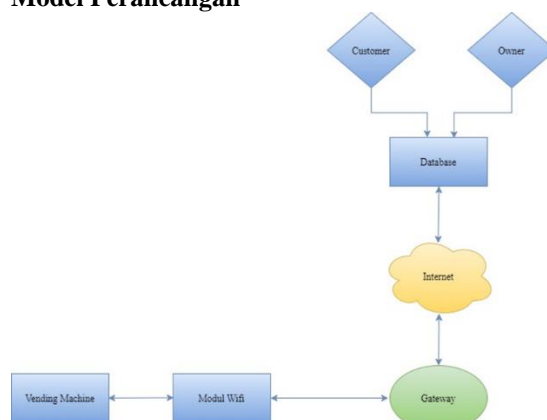 Model Perancangan
Customer
Owner
Database
Internet
Vending Machine
Modul Wifi
Gateway